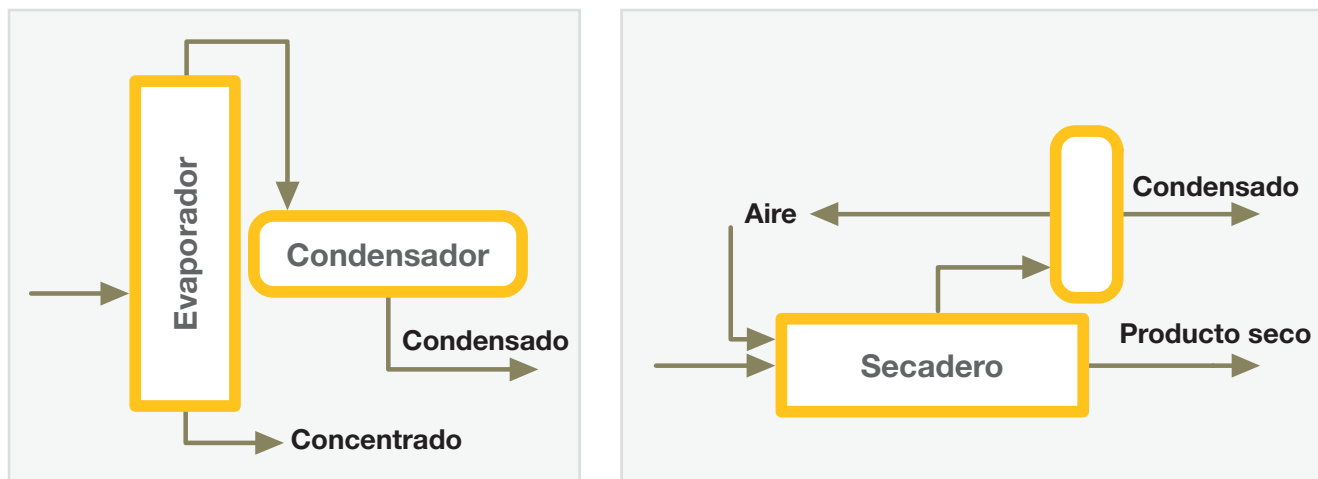 Evaporador
Condensador
Condensado
Concentrado
Condensado
Aire
Producto seco
Secadero